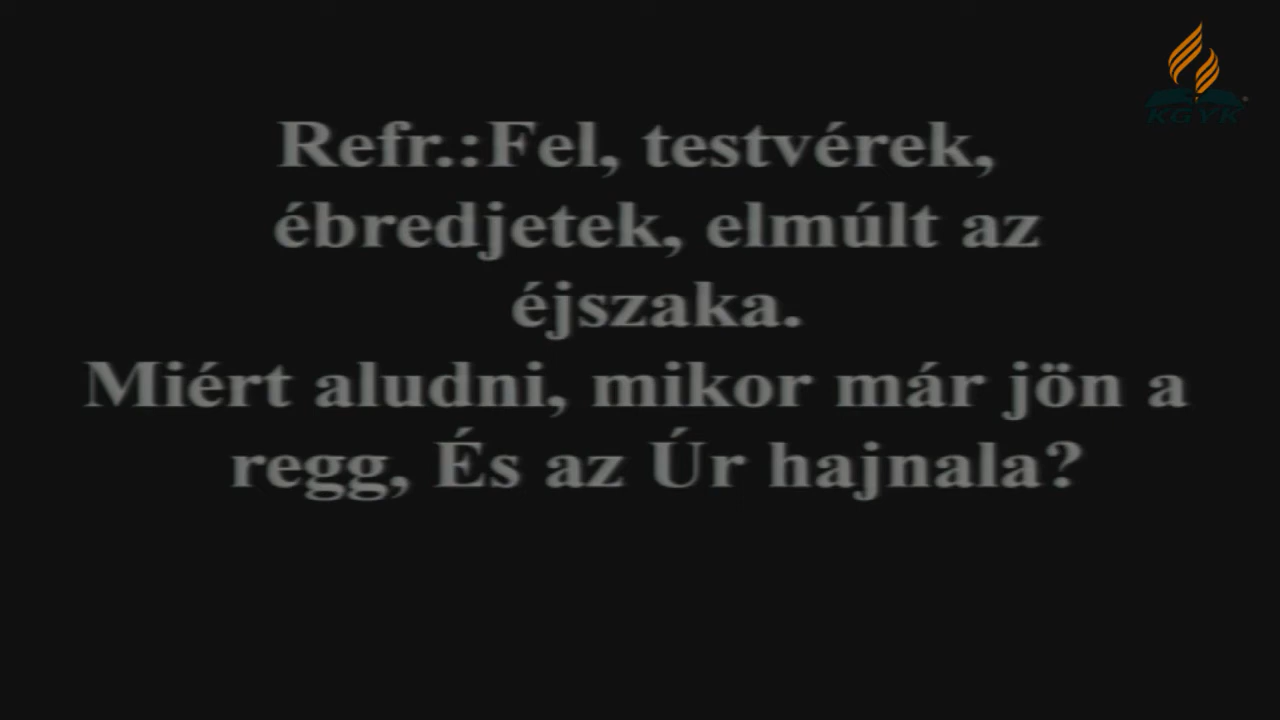 KGYK
Refr.:Fel, testvérek,
ébredjetek, elmúlt az
éjszaka.
Miért aludni, mikor már jön a
regg, És az Úr hajnala?